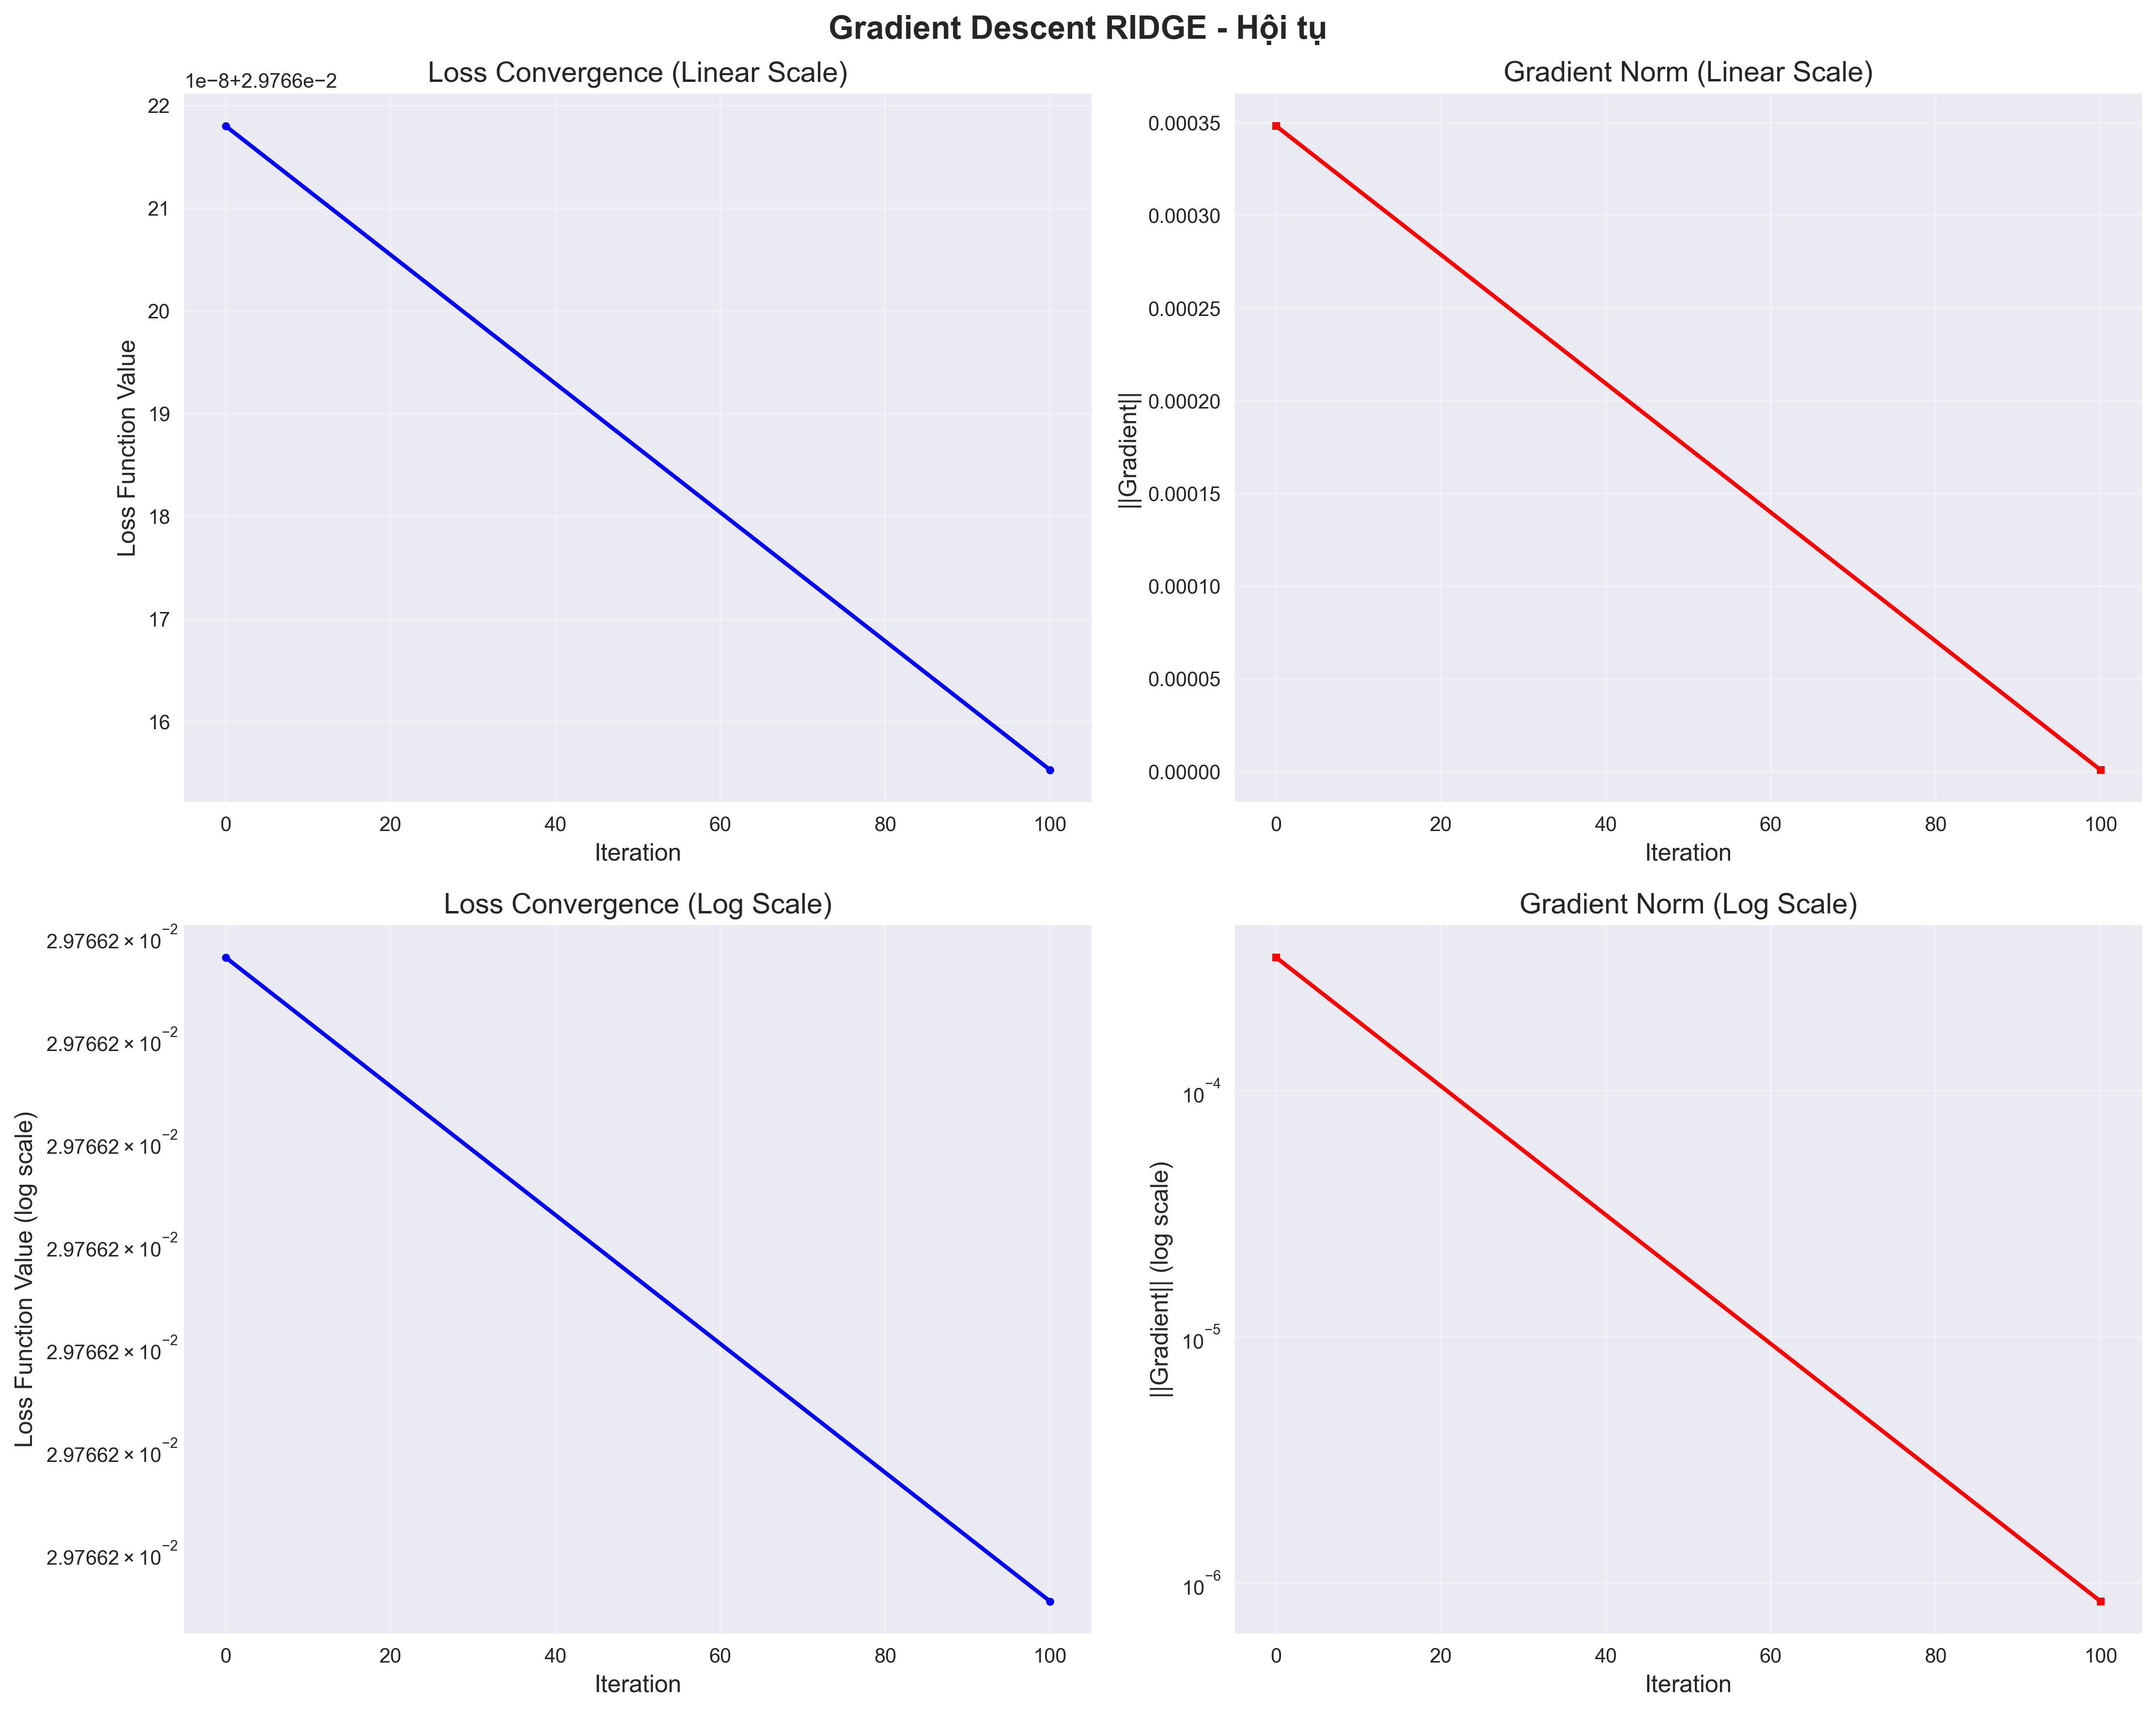 Gradient Descent RIDGE - Hội tụ
Loss Convergence (Linear Scale)
1e−8+2.9766e−2
22
21
20
19
18
17
16
Loss Function Value
0 20 40 60 80 100
Iteration
Gradient Norm (Linear Scale)
0.00035
0.00030
0.00025
0.00020
0.00015
0.00010
0.00005
0.00000
||Gradient||
0 20 40 60 80 100
Iteration
Loss Convergence (Log Scale)
2.97662 × 10⁻²
2.97662 × 10⁻²
2.97662 × 10⁻²
2.97662 × 10⁻²
2.97662 × 10⁻²
2.97662 × 10⁻²
2.97662 × 10⁻²
Loss Function Value (log scale)
0 20 40 60 80 100
Iteration
Gradient Norm (Log Scale)
10⁻⁴
10⁻⁵
10⁻⁶
||Gradient|| (log scale)
0 20 40 60 80 100
Iteration